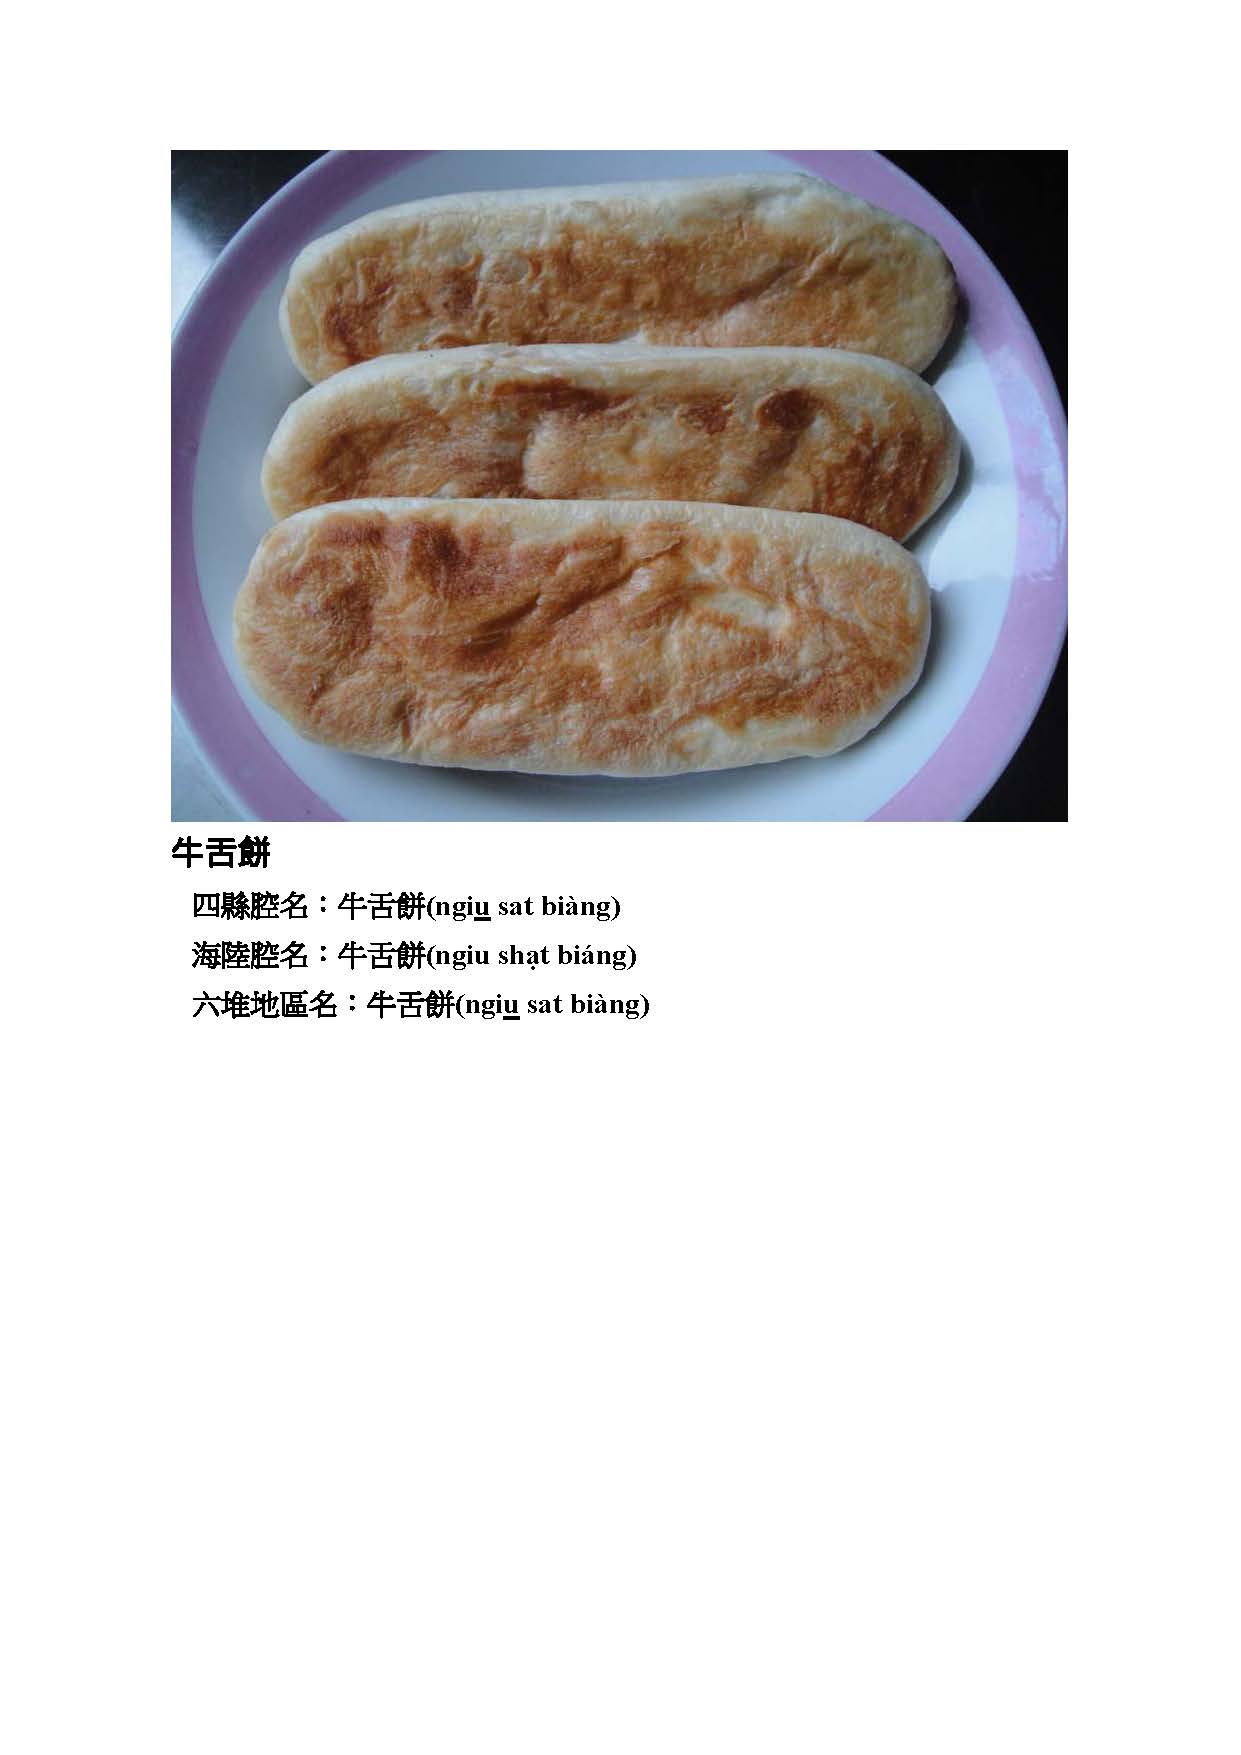 牛舌餅
四縣腔名：牛舌餅(ngiu̲ sat biàng)
海陸腔名：牛舌餅(ngiu shạt biáng)
六堆地區名：牛舌餅(ngiu̲ sat biàng)